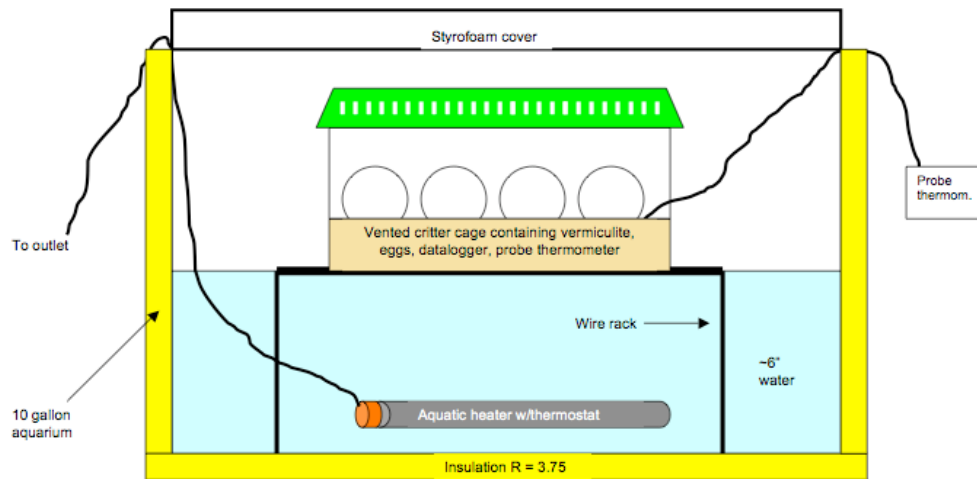 Styrofoam cover
Probe
thermom.
Vented critter cage containing vermiculite,
eggs, datalogger, probe thermometer
To outlet
Wire rack
~6"
water
10 gallon
aquarium
Aquatic heater w/thermostat
Insulation R = 3.75